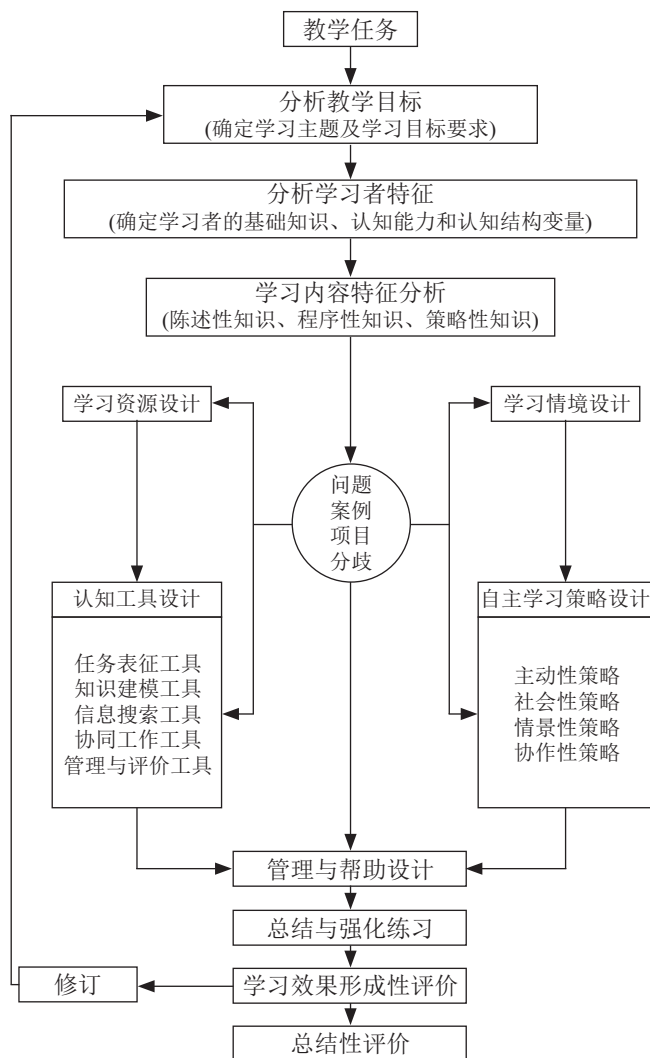 教学任务
分析教学目标
(确定学习主题及学习目标要求)
分析学习者特征
(确定学习者的基础知识、认知能力和认知结构变量)
学习内容特征分析
(陈述性知识、程序性知识、策略性知识)
学习资源设计
学习情境设计
问题
案例
项目
分歧
认知工具设计
任务表征工具
知识建模工具
信息搜索工具
协同工作工具
管理与评价工具
自主学习策略设计
主动性策略
社会性策略
情景性策略
协作性策略
管理与帮助设计
总结与强化练习
修订
学习效果形成性评价
总结性评价